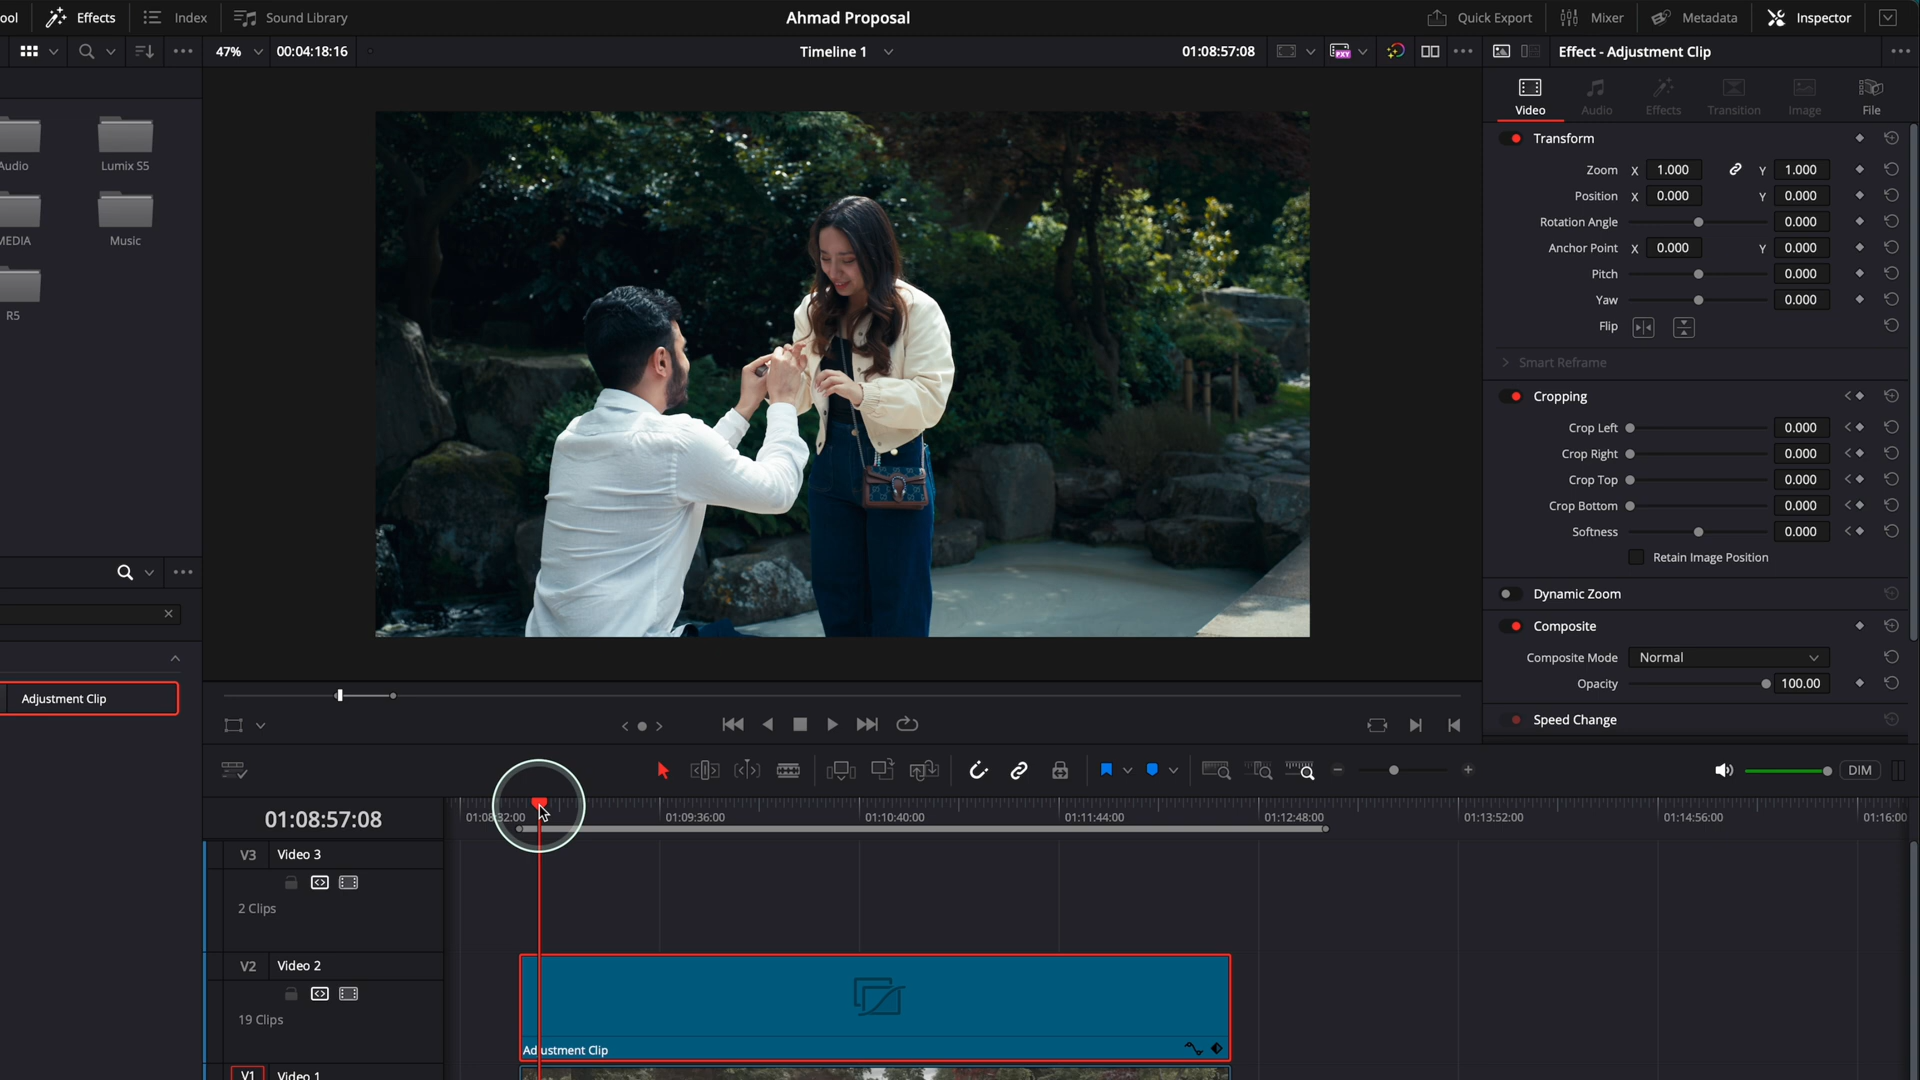 ool
Effects
Index
Sound Library
Ahmad Proposal
Quick Export
Mixer
Metadata
Inspector
47%
00:04:18:16
Timeline 1
01:08:57:08
PXY
Effect - Adjustment Clip
Video
Audio
Effects
Transition
Image
File
Audio
Lumix S5
MEDIA
Music
R5
Transform
Zoom X 1.000 Y 1.000
Position X 0.000 Y 0.000
Rotation Angle 0.000
Anchor Point X 0.000 Y 0.000
Pitch 0.000
Yaw 0.000
Flip
Smart Reframe
Cropping
Crop Left 0.000
Crop Right 0.000
Crop Top 0.000
Crop Bottom 0.000
Softness 0.000
Retain Image Position
Dynamic Zoom
Composite
Composite Mode Normal
Opacity 100.00
Speed Change
Adjustment Clip
DIM
01:08:57:08
01:08:32:00
01:09:36:00
01:10:40:00
01:11:44:00
01:12:48:00
01:13:52:00
01:14:56:00
01:16:00
V3 Video 3
2 Clips
V2 Video 2
19 Clips
Adjustment Clip
V1 Video 1